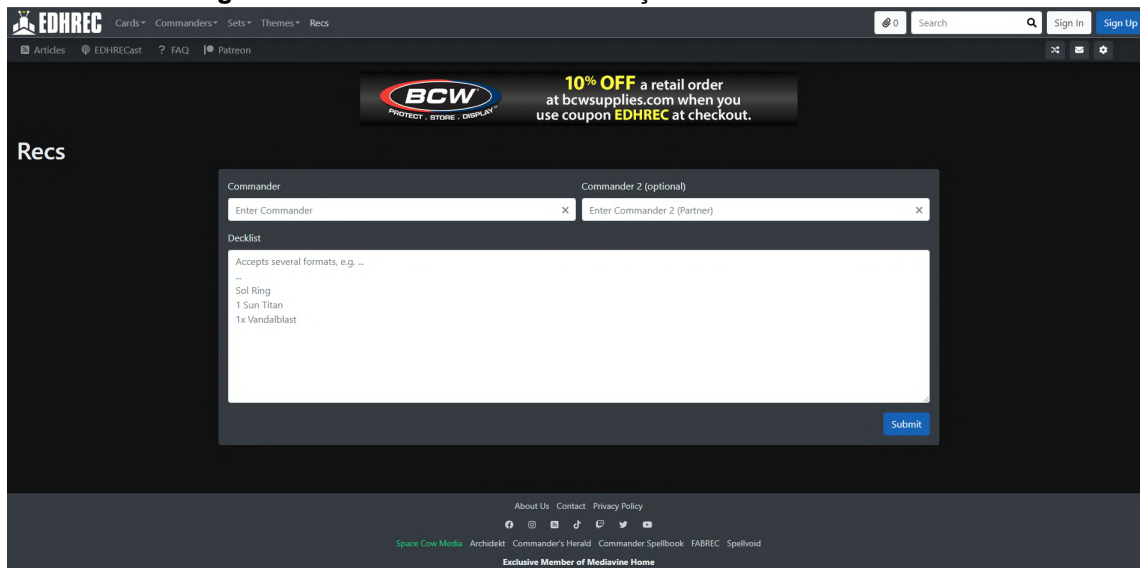 EDHREC Cards Commanders Sets Themes Recs 0 Search Sign In Sign Up
Articles EDHRECast ? FAQ Patreon
BCW
PROTECT . STORE . DISPLAY™
10% OFF a retail order
at bcwsupplies.com when you
use coupon EDHREC at checkout.
Recs
Commander Commander 2 (optional)
Enter Commander Enter Commander 2 (Partner)
Decklist
Accepts several formats, e.g. ...
...
Sol Ring
1 Sun Titan
1x Vandalblast
Submit
About Us Contact Privacy Policy
Space Cow Media Archidekt Commander's Herald Commander Spellbook FABREC Spellvoid
Exclusive Member of Mediavine Home